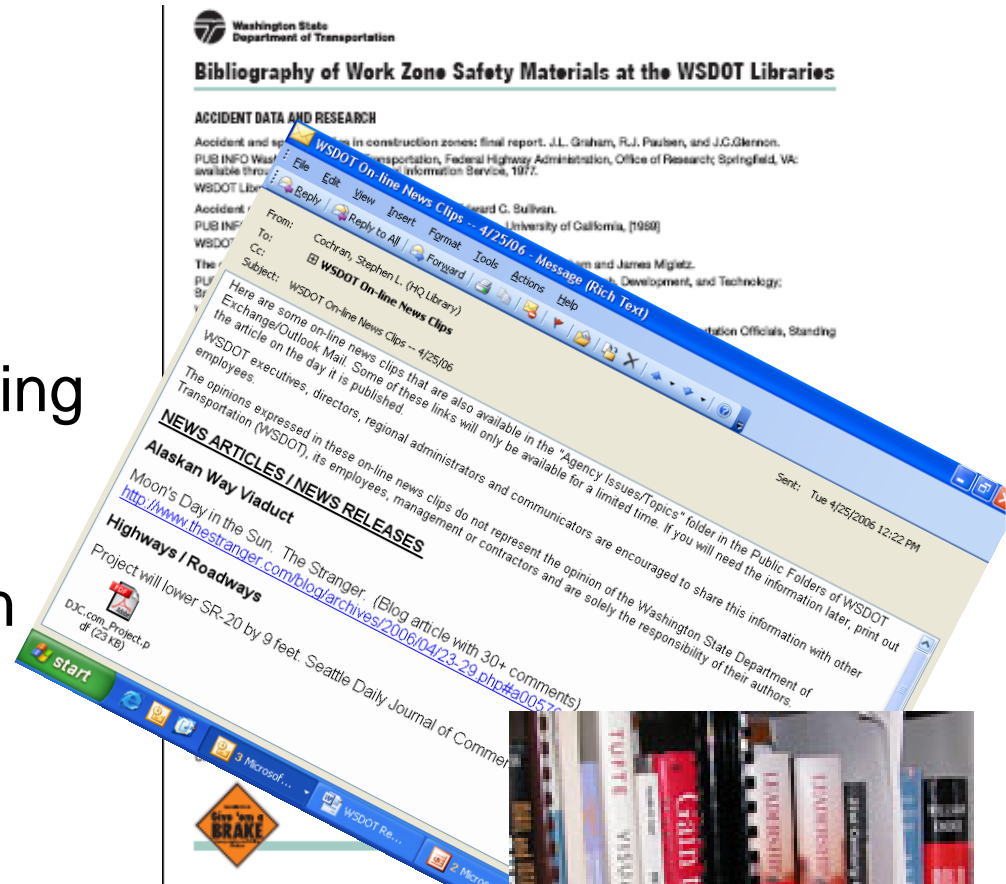 Washington State
Department of Transportation
Bibliography of Work Zone Safety Materials at the WSDOT Libraries
ACCIDENT DATA AND RESEARCH
Accident and in construction zones: final report. J.L. Graham, R.J. Paulsen, and J.C.Glennon.
PUB INFO Transportation, Federal Highway Administration, Office of Research; Springfield, VA:
available Information Service, 1977.
WSDOT
Accident Edward C. Sullivan.
PUB University of California, [1989]
WSDOT
The and James Migletz.
Development, and Technology;
Officials, Standing
ing
WSDOT On-line News Clips -- 4/25/06 - Message (Rich Text)
File Edit View Insert Format Tools Actions Help
Reply Reply to All Forward
From: Cochran, Stephen L. (HQ Library)
Sent: Tue 4/25/2006 12:22 PM
To: WSDOT On-line News Clips
Cc:
Subject: WSDOT On-line News Clips -- 4/25/06
Here are some on-line news clips that are also available in the "Agency Issues/Topics" folder in the Public Folders of WSDOT
Exchange/Outlook Mail. Some of these links will only be available for a limited time. If you will need the information later, print out
the article on the day it is published.
WSDOT executives, directors, regional administrators and communicators are encouraged to share this information with other
employees.
The opinions expressed in these on-line news clips do not represent the opinion of the Washington State Department of
Transportation (WSDOT), its employees, management or contractors and are solely the responsibility of their authors.
NEWS ARTICLES / NEWS RELEASES
Alaskan Way Viaduct
Moon's Day in the Sun. The Stranger. (Blog article with 30+ comments)
http://www.thestranger.com/blog/archives/2006/04/23-29.php#a0057
Highways / Roadways
Project will lower SR-20 by 9 feet. Seattle Daily Journal of Commer
PDF
DJC.com_Project.p
df (23 KB)
n
start
3 Microsof...
WSDOT Re...
2 Micros
Give 'em a
BRAKE
TUFTE
VISUA
Gain
LEADERSHIP
LEADERSHIP